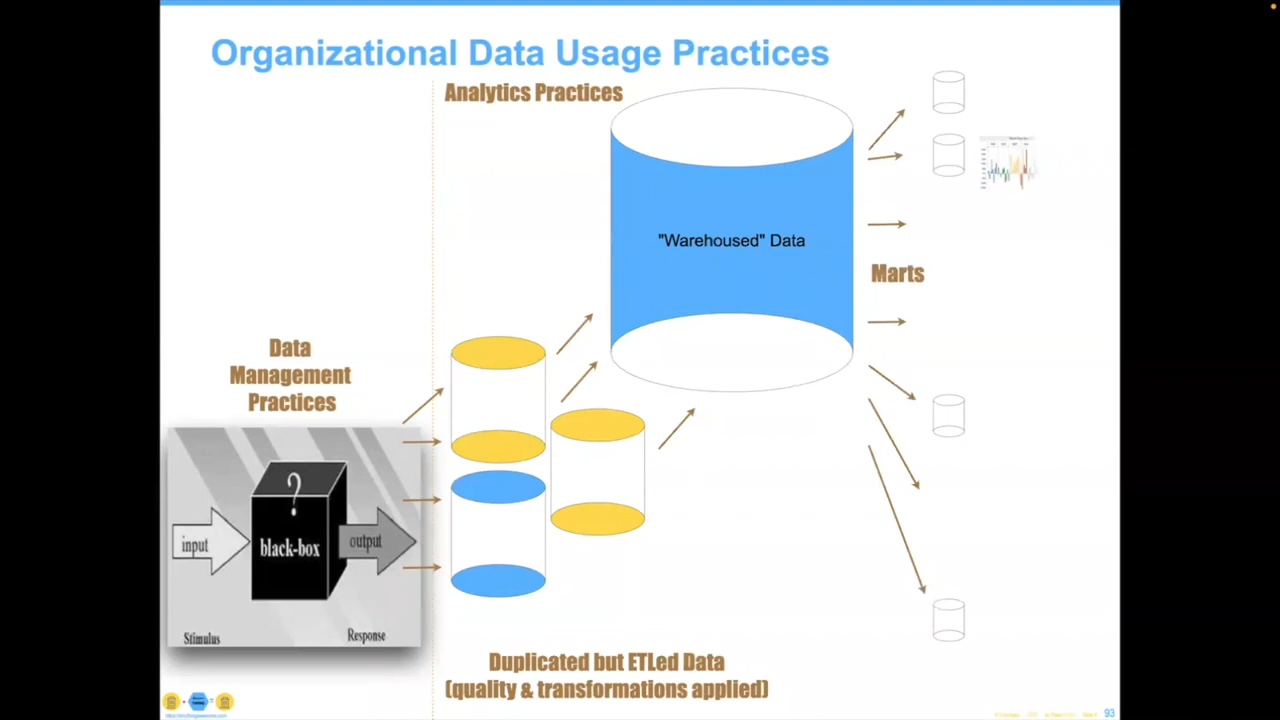 Organizational Data Usage Practices
Analytics Practices
"Warehoused" Data
Marts
Data
Management
Practices
?
input
black-box
output
Stimulus
Response
Duplicated but ETLed Data
(quality & transformations applied)
93